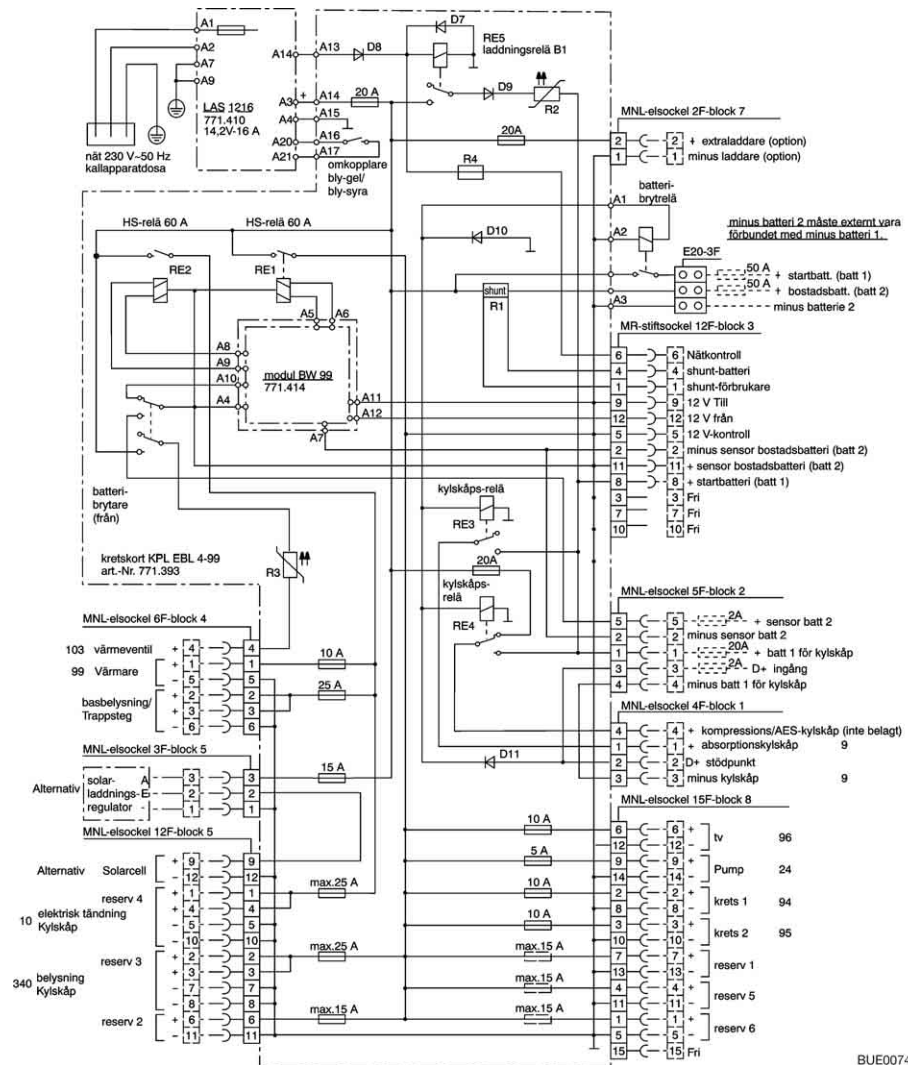 A1
A2
A7
A9
A14
A3
+
A4
A20
A21
LAS 1216
771.410
14,2V-16 A
nät 230 V~50 Hz
kallapparatdosa
A13
A14
A15
A16
A17
D8
D7
RE5
laddningsrelä B1
D9
R2
20 A
omkopplare
bly-gel/
bly-syra
R4
20A
MNL-elsockel 2F-block 7
2 2 + extraladdare (option)
1 1 minus laddare (option)
batteri-
brytrelä
A1
A2
A3
D10
minus batteri 2 måste externt vara
förbundet med minus batteri 1.
E20-3F
50 A + startbatt. (batt 1)
50 A + bostadsbatt. (batt 2)
minus batterie 2
shunt
R1
HS-relä 60 A
HS-relä 60 A
RE2
RE1
A5
A6
A8
A9
A10
A4
A7
A11
A12
modul BW 99
771.414
batteri-
brytare
(från)
kretskort KPL EBL 4-99
art.-Nr. 771.393
R3
MR-stiftsockel 12F-block 3
6 6 Nätkontroll
4 4 shunt-batteri
1 1 shunt-förbrukare
9 9 12 V Till
12 12 12 V från
5 5 12 V-kontroll
2 2 minus sensor bostadsbatteri (batt 2)
11 11 + sensor bostadsbatteri (batt 2)
8 8 + startbatteri (batt 1)
3 3 Fri
7 7 Fri
10 10 Fri
kylskåps-relä
RE3
20A
kylskåps-
relä
RE4
D11
MNL-elsockel 5F-block 2
5 5 2A + sensor batt 2
2 2 minus sensor batt 2
1 1 20A + batt 1 för kylskåp
3 3 2A D+ ingång
4 4 minus batt 1 för kylskåp
MNL-elsockel 4F-block 1
4 4 + kompressions/AES-kylskåp (inte belagt)
1 1 + absorptionskylskåp 9
2 2 D+ stödpunkt
3 3 minus kylskåp 9
MNL-elsockel 15F-block 8
10 A 6 6 + tv 96
12 12 -
5 A 9 9 + Pump 24
14 14 -
10 A 2 2 + krets 1 94
8 8 -
10 A 3 3 + krets 2 95
10 10 -
max.15 A 7 7 + reserv 1
13 13 -
max.15 A 4 4 + reserv 5
11 11 -
max.15 A 1 1 + reserv 6
5 5 -
15 15 Fri
MNL-elsockel 6F-block 4
103 värmeventil + 4 4
99 Värmare + 1 1 10 A
- 5 5
basbelysning/
Trappsteg
+ 2 2 25 A
+ 3 3
- 6 6
MNL-elsockel 3F-block 5
Alternativ
solar-
laddnings-
regulator
A 3 3 15 A
E 2 2
- 1 1
MNL-elsockel 12F-block 5
Alternativ Solarcell + 9 9
- 12 12
reserv 4 + 1 1 max.25 A
+ 4 4
10 elektrisk tändning
Kylskåp
- 5 5
- 10 10
reserv 3 + 2 2 max.25 A
+ 3 3
340 belysning
Kylskåp
- 7 7
- 8 8
reserv 2 + 6 6 max.15 A
- 11 11
BUE0074